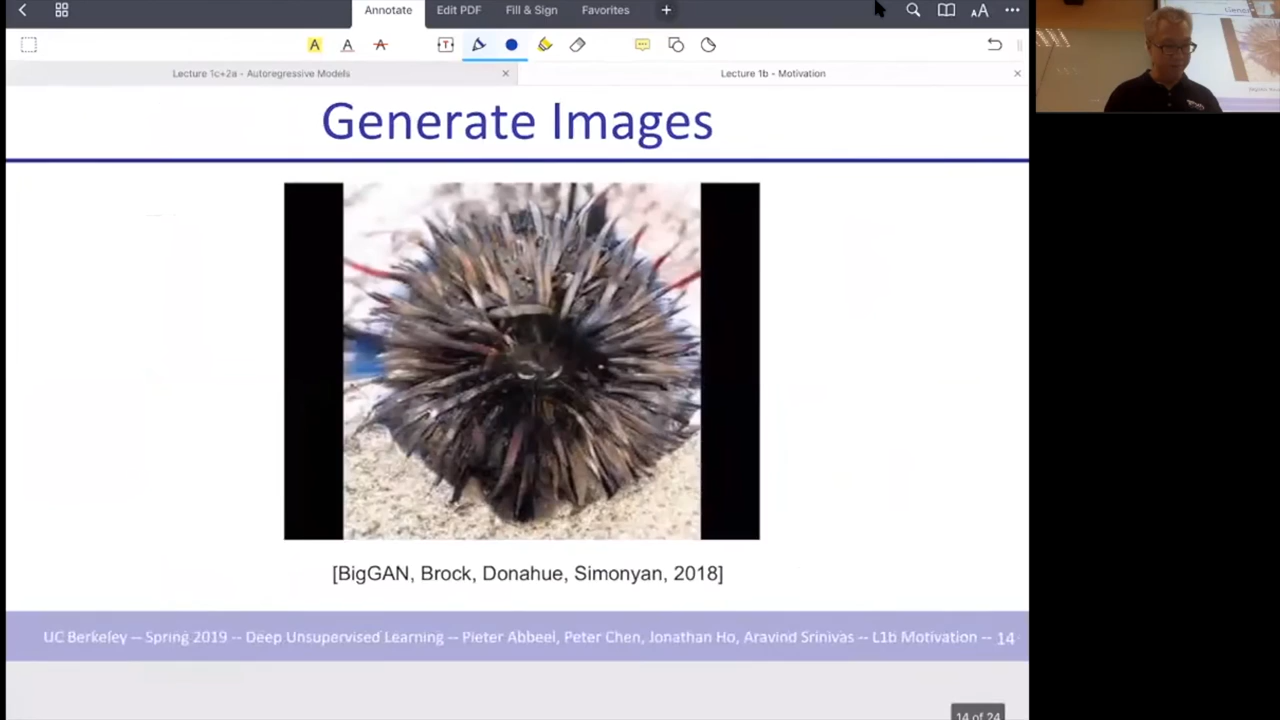 Annotate Edit PDF Fill & Sign Favorites +
Lecture 1c+2a - Autoregressive Models
Lecture 1b - Motivation
Generate Images
[BigGAN, Brock, Donahue, Simonyan, 2018]
UC Berkeley -- Spring 2019 -- Deep Unsupervised Learning -- Pieter Abbeel, Peter Chen, Jonathan Ho, Aravind Srinivas -- L1b Motivation -- 14
14 of 24